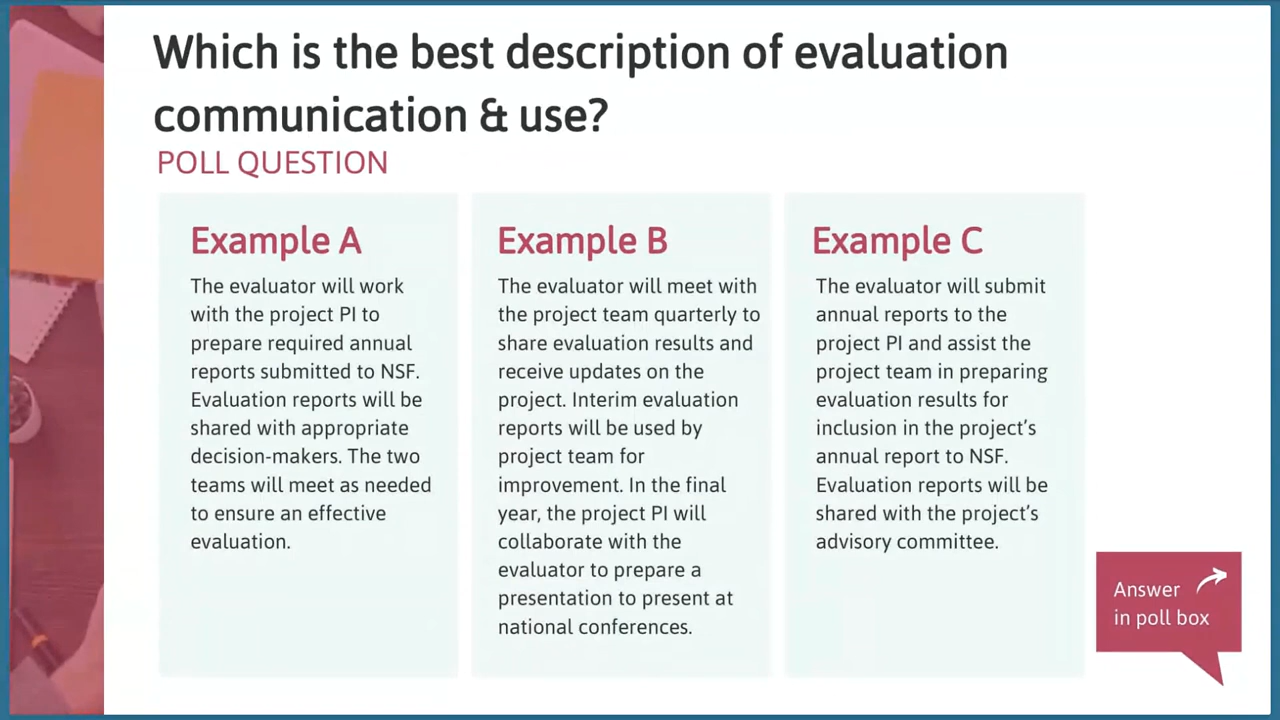 Which is the best description of evaluation
communication & use?
POLL QUESTION
Example A
The evaluator will work
with the project PI to
prepare required annual
reports submitted to NSF.
Evaluation reports will be
shared with appropriate
decision-makers. The two
teams will meet as needed
to ensure an effective
evaluation.
Example B
The evaluator will meet with
the project team quarterly to
share evaluation results and
receive updates on the
project. Interim evaluation
reports will be used by
project team for
improvement. In the final
year, the project PI will
collaborate with the
evaluator to prepare a
presentation to present at
national conferences.
Example C
The evaluator will submit
annual reports to the
project PI and assist the
project team in preparing
evaluation results for
inclusion in the project’s
annual report to NSF.
Evaluation reports will be
shared with the project’s
advisory committee.
Answer
in poll box